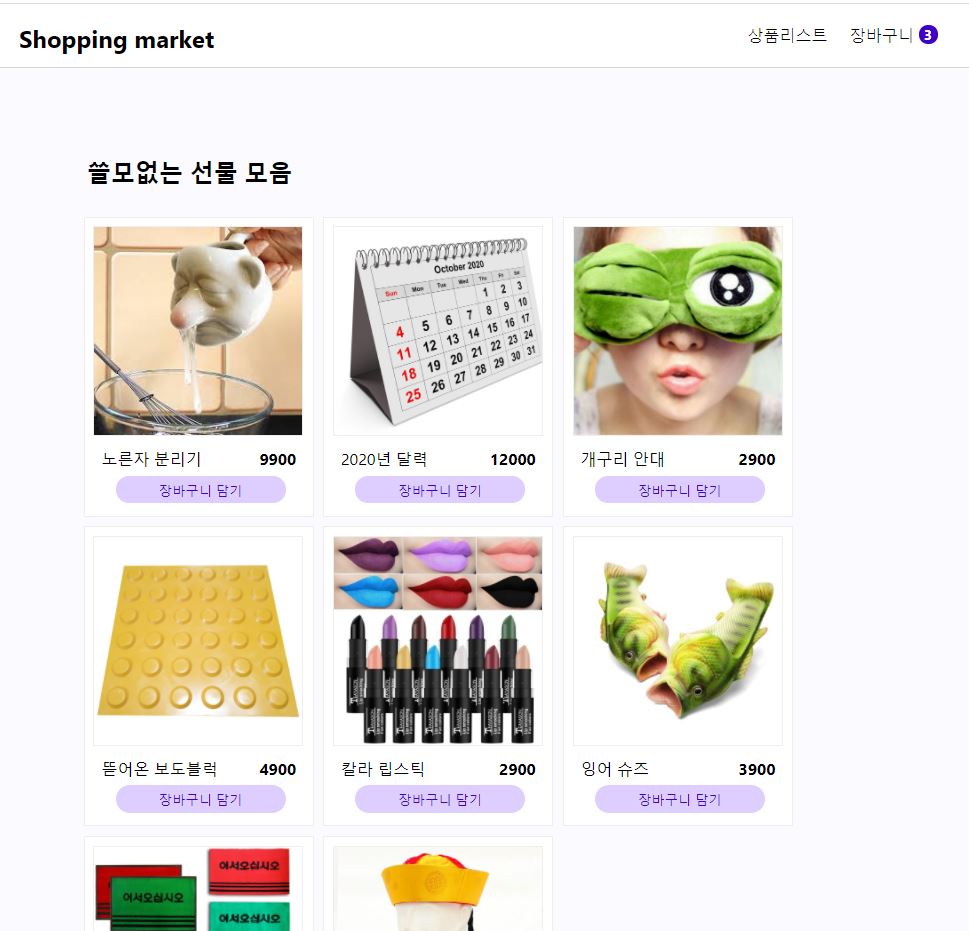 Shopping market
상품리스트 장바구니 3
쓸모없는 선물 모음
October 2020
Sun Mon Tue Wed Thu Fri Sat
1 2 3
4 5 6 7 8 9 10
11 12 13 14 15 16 17
18 19 20 21 22 23 24
25 26 27 28 29 30 31
노른자 분리기 9900
장바구니 담기
2020년 달력 12000
장바구니 담기
개구리 안대 2900
장바구니 담기
뜯어온 보도블럭 4900
장바구니 담기
칼라 립스틱 2900
장바구니 담기
잉어 슈즈 3900
장바구니 담기
어서오십시오
어서오십시오
어서오십시오